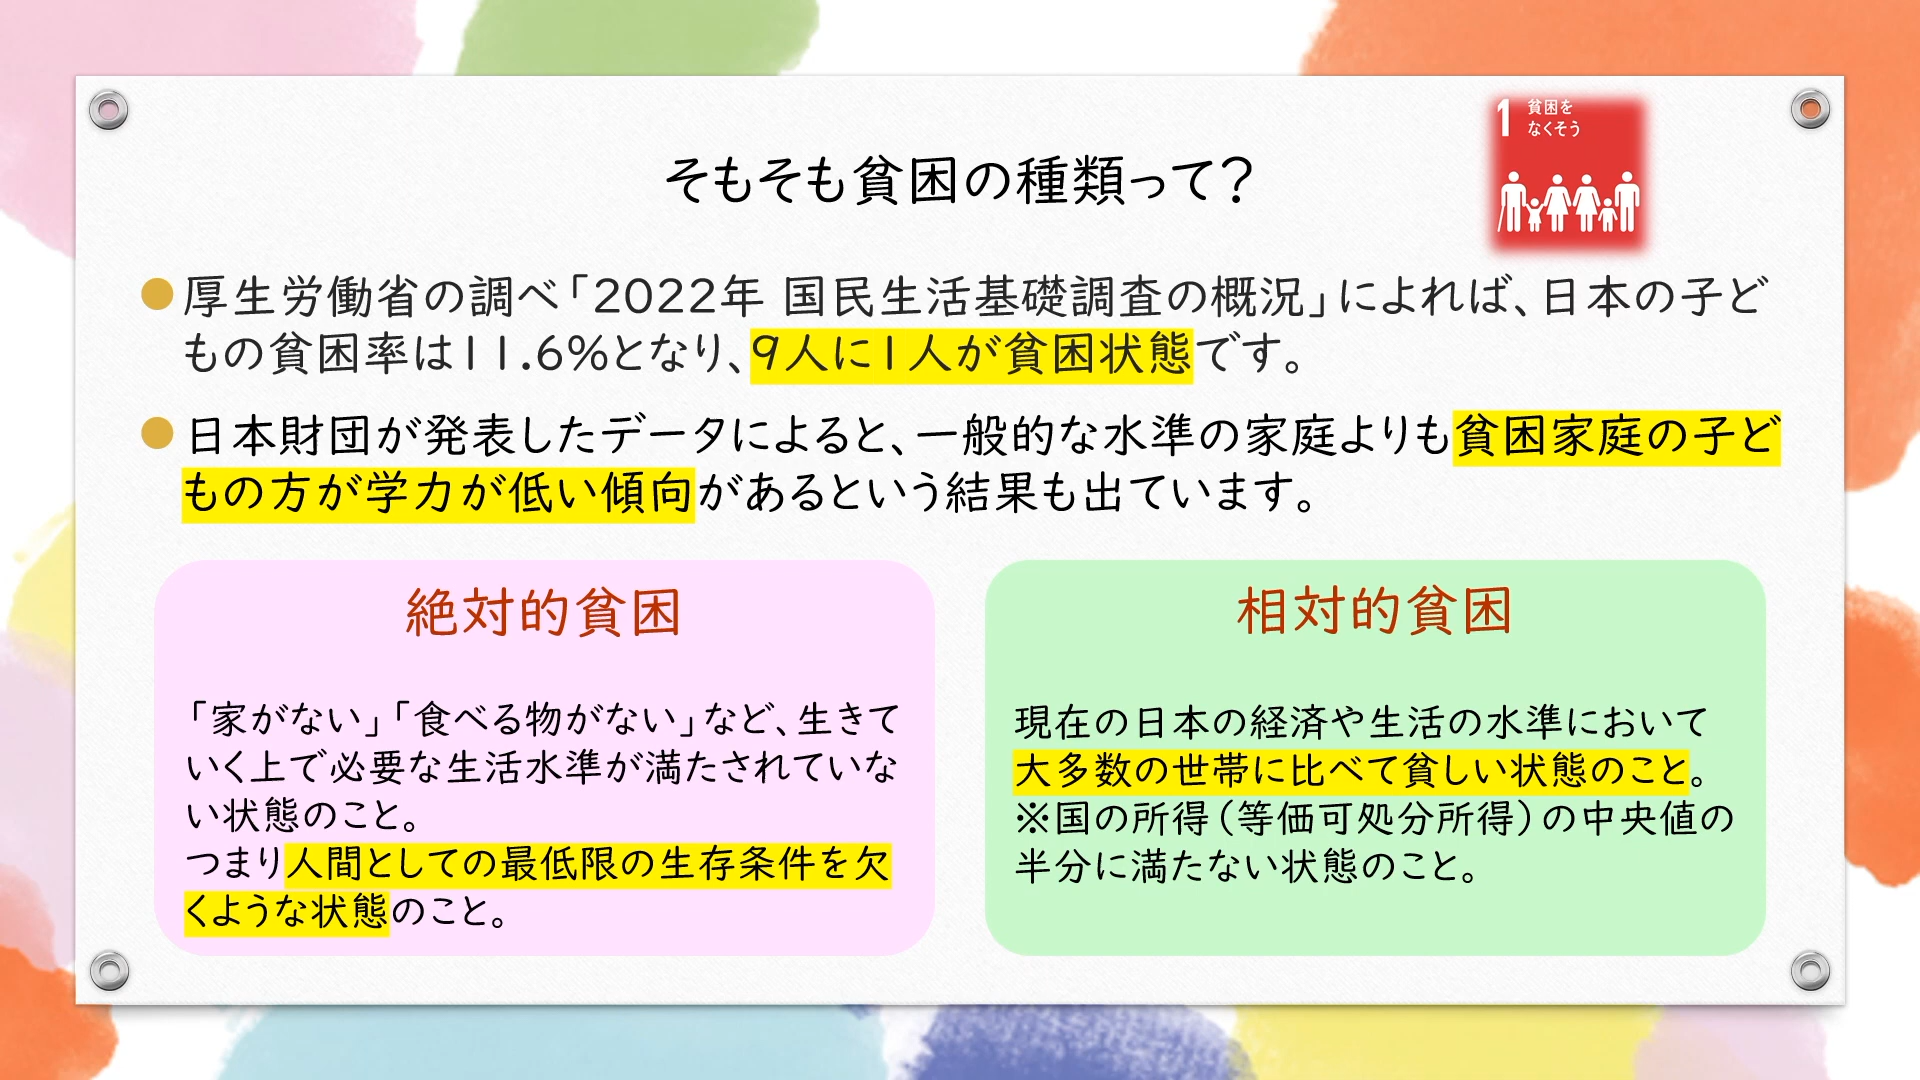 1 貧困を
なくそう
そもそも貧困の種類って?
●厚生労働省の調べ「2022年 国民生活基礎調査の概況」によれば、日本の子ど
もの貧困率は11.6%となり、9人に1人が貧困状態です。
●日本財団が発表したデータによると、一般的な水準の家庭よりも貧困家庭の子ど
もの方が学力が低い傾向があるという結果も出ています。
絶対的貧困
「家がない」「食べる物がない」など、生きて
いく上で必要な生活水準が満たされていな
い状態のこと。
つまり人間としての最低限の生存条件を欠
くような状態のこと。
相対的貧困
現在の日本の経済や生活の水準において
大多数の世帯に比べて貧しい状態のこと。
※国の所得(等価可処分所得)の中央値の
半分に満たない状態のこと。